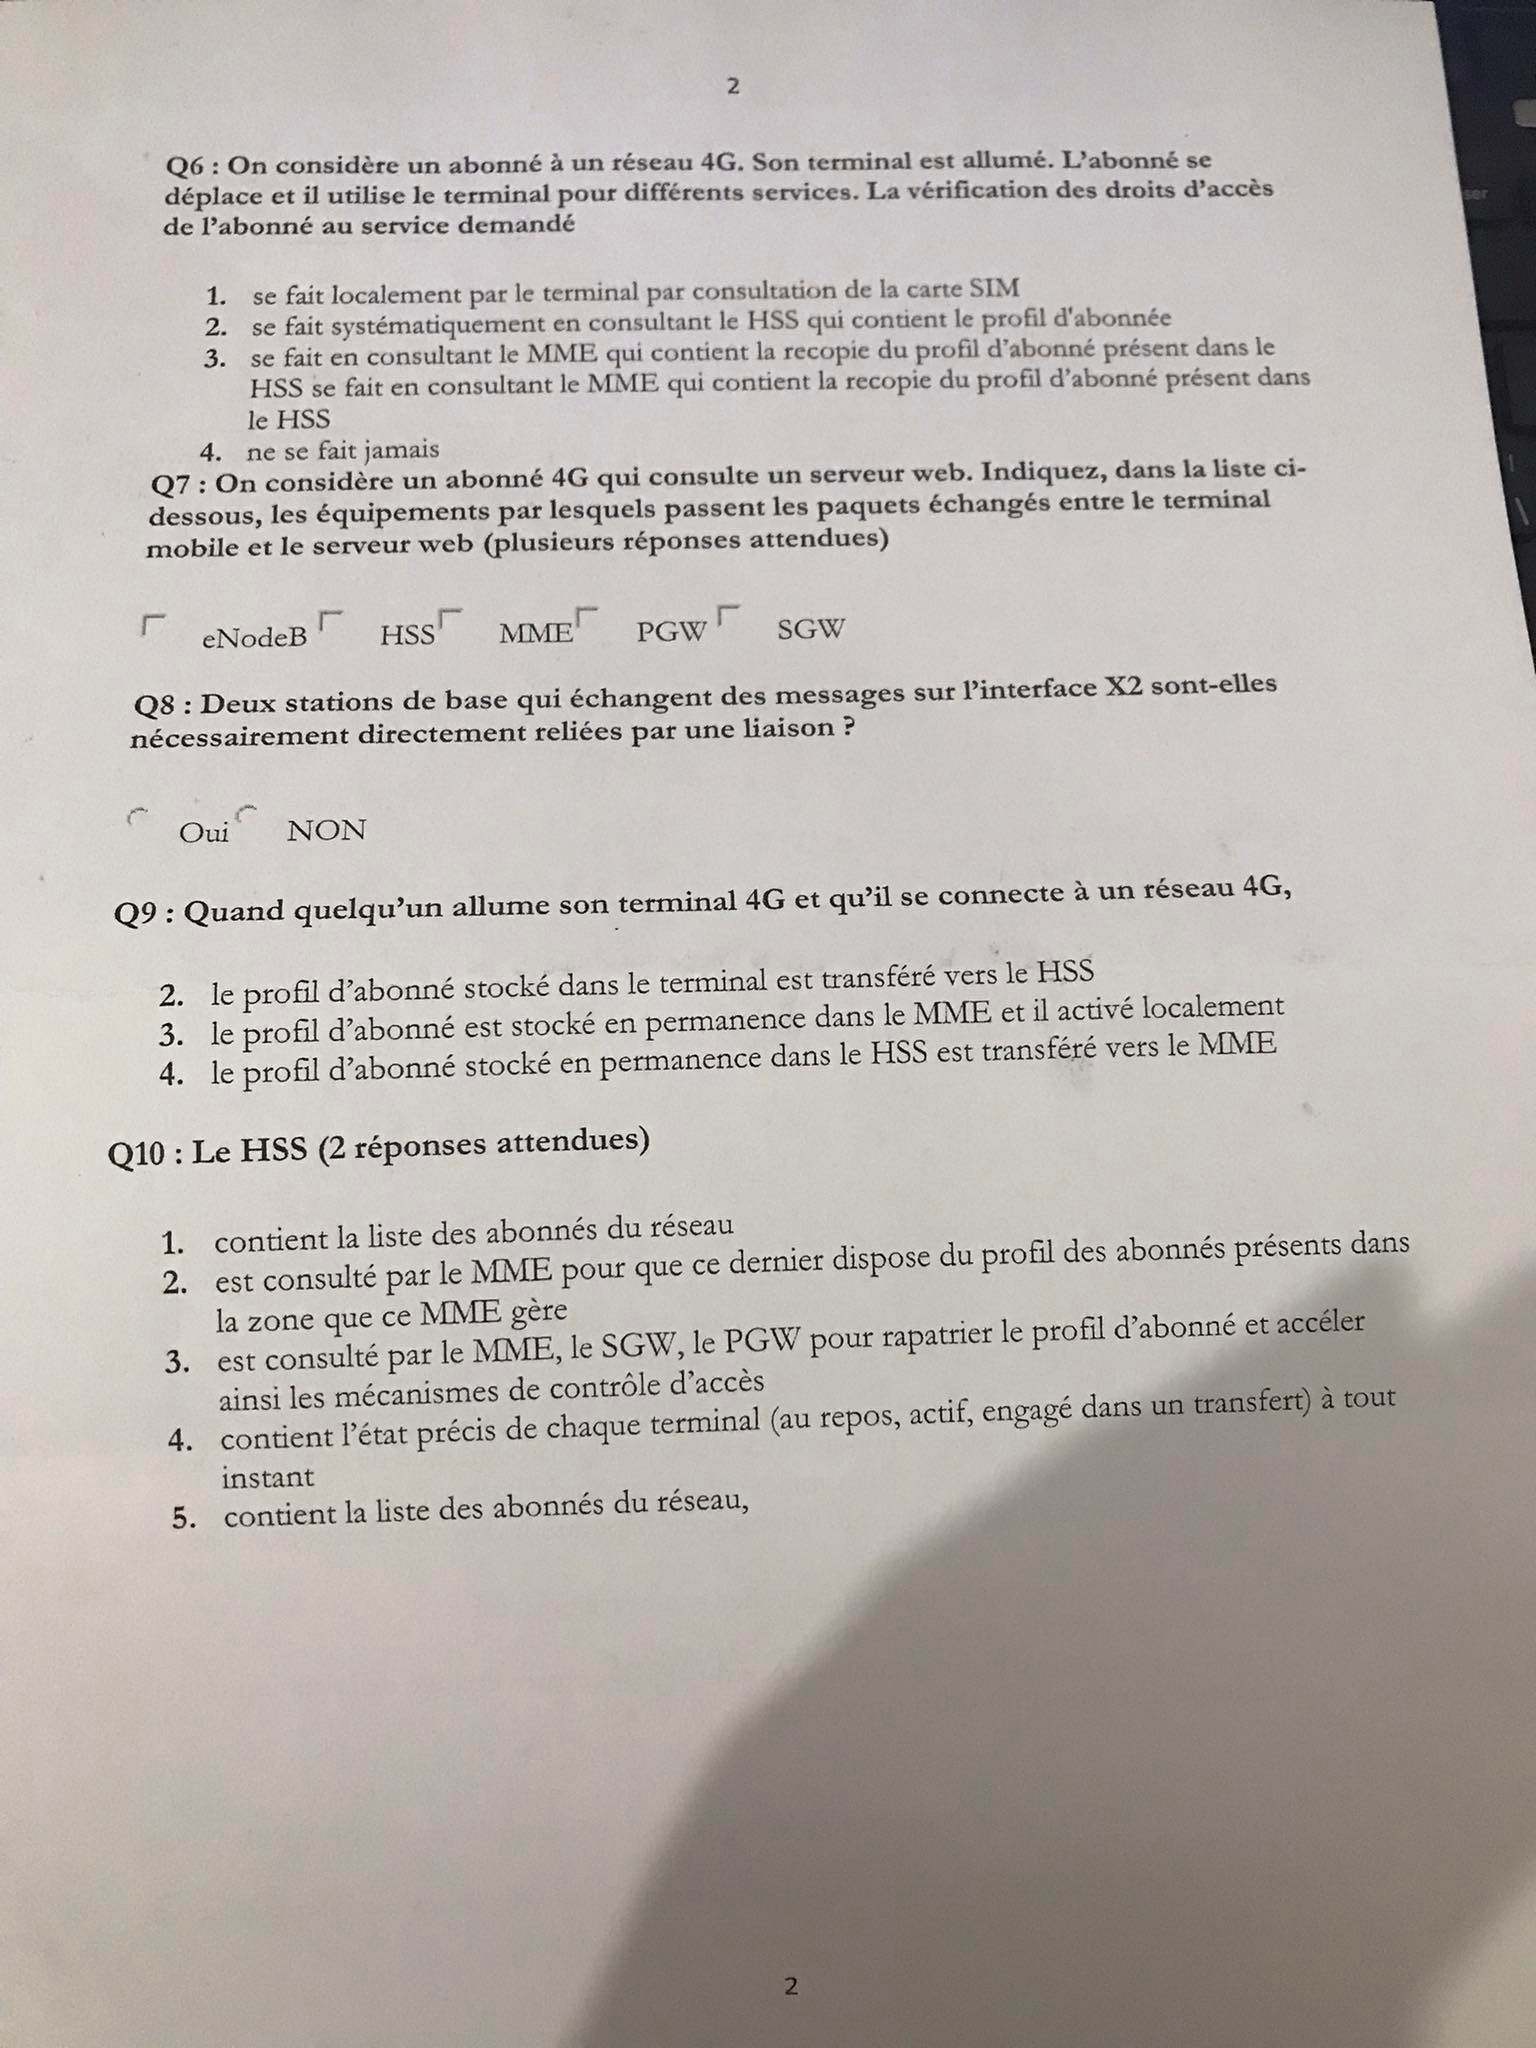 2
Q6 : On considère un abonné à un réseau 4G. Son terminal est allumé. L'abonné se
déplace et il utilise le terminal pour différents services. La vérification des droits d'accès
de l'abonné au service demandé
1. se fait localement par le terminal par consultation de la carte SIM
2. se fait systématiquement en consultant le HSS qui contient le profil d'abonnée
3. se fait en consultant le MME qui contient la recopie du profil d'abonné présent dans le
HSS se fait en consultant le MME qui contient la recopie du profil d'abonné présent dans
le HSS
4. ne se fait jamais
Q7 : On considère un abonné 4G qui consulte un serveur web. Indiquez, dans la liste ci-
dessous, les équipements par lesquels passent les paquets échangés entre le terminal
mobile et le serveur web (plusieurs réponses attendues)
eNodeB HSS MME PGW SGW
Q8 : Deux stations de base qui échangent des messages sur l'interface X2 sont-elles
nécessairement directement reliées par une liaison ?
Oui NON
Q9 : Quand quelqu'un allume son terminal 4G et qu'il se connecte à un réseau 4G,
2. le profil d'abonné stocké dans le terminal est transféré vers le HSS
3. le profil d'abonné est stocké en permanence dans le MME et il activé localement
4. le profil d'abonné stocké en permanence dans le HSS est transféré vers le MME
Q10 : Le HSS (2 réponses attendues)
1. contient la liste des abonnés du réseau
2. est consulté par le MME pour que ce dernier dispose du profil des abonnés présents dans
la zone que ce MME gère
3. est consulté par le MME, le SGW, le PGW pour rapatrier le profil d'abonné et accéler
ainsi les mécanismes de contrôle d'accès
4. contient l'état précis de chaque terminal (au repos, actif, engagé dans un transfert) à tout
instant
5. contient la liste des abonnés du réseau,
2